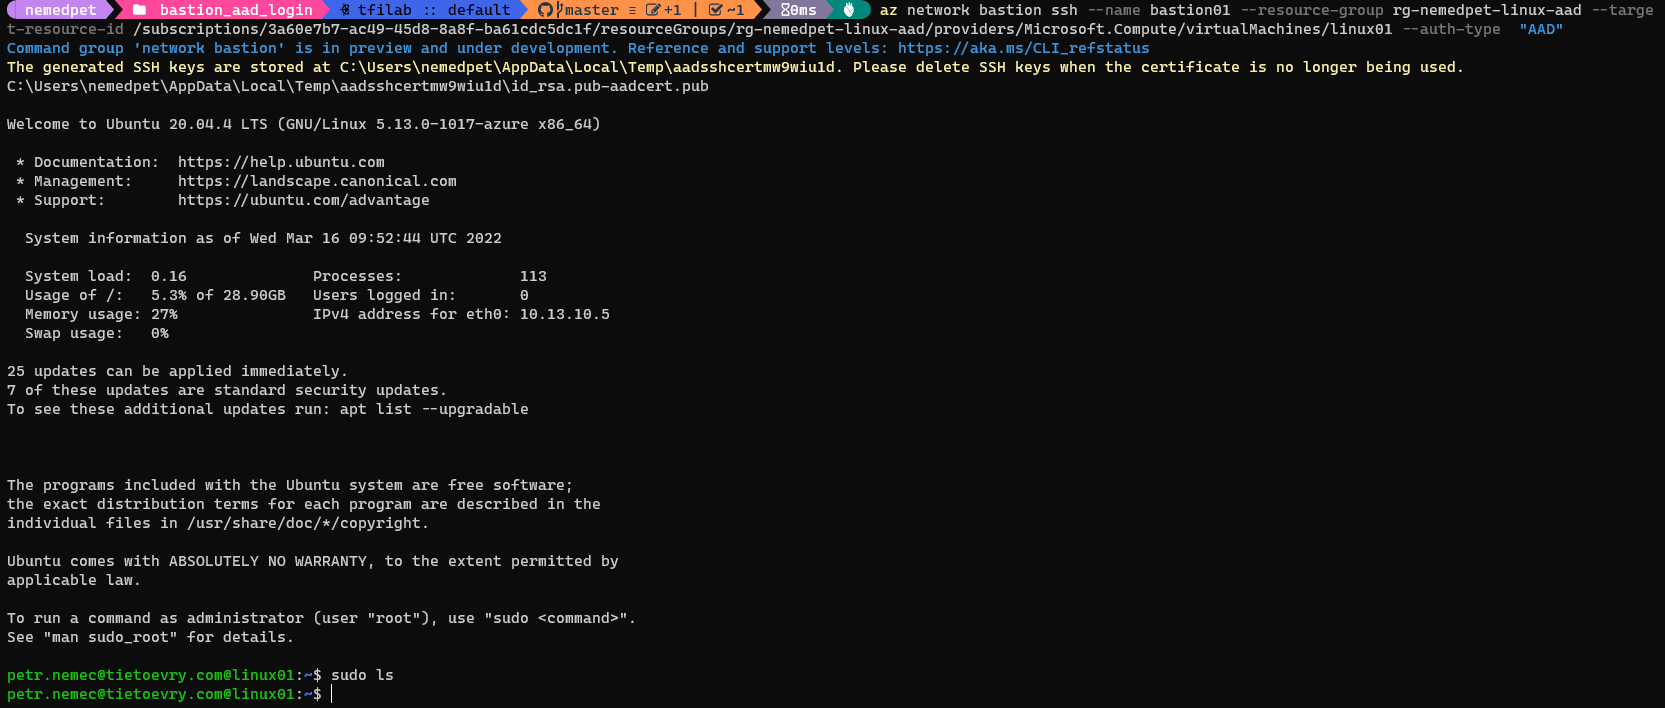 nemedpet bastion_aad_login tfilab :: default master ≡ +1 | ~1 0ms az network bastion ssh --name bastion01 --resource-group rg-nemedpet-linux-aad --targe
t-resource-id /subscriptions/3a60e7b7-ac49-45d8-8a8f-ba61cdc5dc1f/resourceGroups/rg-nemedpet-linux-aad/providers/Microsoft.Compute/virtualMachines/linux01 --auth-type "AAD"
Command group 'network bastion' is in preview and under development. Reference and support levels: https://aka.ms/CLI_refstatus
The generated SSH keys are stored at C:\Users\nemedpet\AppData\Local\Temp\aadsshcertmw9wiu1d. Please delete SSH keys when the certificate is no longer being used.
C:\Users\nemedpet\AppData\Local\Temp\aadsshcertmw9wiu1d\id_rsa.pub-aadcert.pub
Welcome to Ubuntu 20.04.4 LTS (GNU/Linux 5.13.0-1017-azure x86_64)
* Documentation: https://help.ubuntu.com
* Management: https://landscape.canonical.com
* Support: https://ubuntu.com/advantage
System information as of Wed Mar 16 09:52:44 UTC 2022
System load: 0.16 Processes: 113
Usage of /: 5.3% of 28.90GB Users logged in: 0
Memory usage: 27% IPv4 address for eth0: 10.13.10.5
Swap usage: 0%
25 updates can be applied immediately.
7 of these updates are standard security updates.
To see these additional updates run: apt list --upgradable
The programs included with the Ubuntu system are free software;
the exact distribution terms for each program are described in the
individual files in /usr/share/doc/*/copyright.
Ubuntu comes with ABSOLUTELY NO WARRANTY, to the extent permitted by
applicable law.
To run a command as administrator (user "root"), use "sudo <command>".
See "man sudo_root" for details.
petr.nemec@tietoevry.com@linux01:~$ sudo ls
petr.nemec@tietoevry.com@linux01:~$